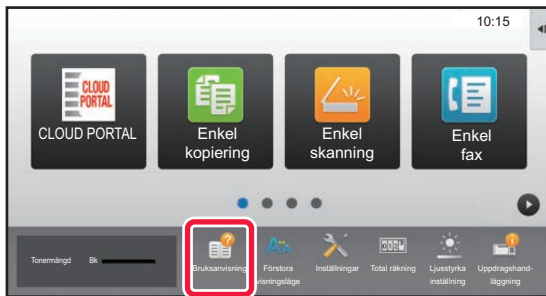 10:15
CLOUD
PORTAL
CLOUD PORTAL
Enkel
kopiering
Enkel
skanning
Enkel
fax
Tonermängd Bk
Bruksanvisning
Förstora
visningsläge
Inställningar
Total räkning
Ljusstyrka
inställning
Uppdragshand-
läggning